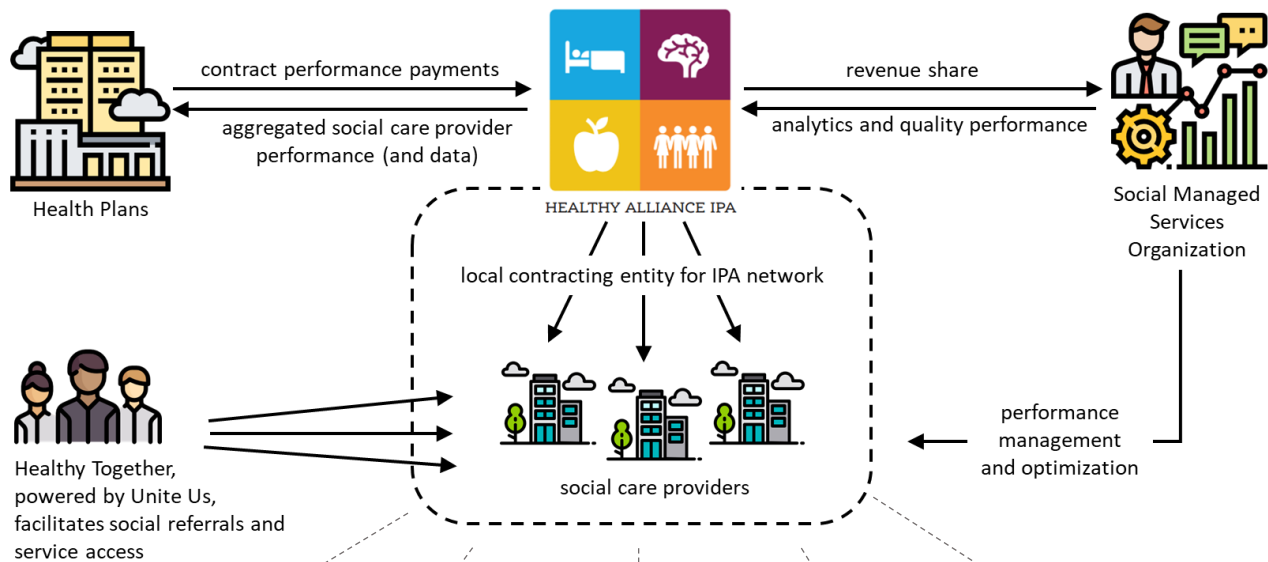 contract performance payments
aggregated social care provider
performance (and data)
Health Plans
HEALTHY ALLIANCE IPA
revenue share
analytics and quality performance
Social Managed
Services
Organization
local contracting entity for IPA network
Healthy Together,
powered by Unite Us,
facilitates social referrals and
service access
social care providers
performance
management
and optimization